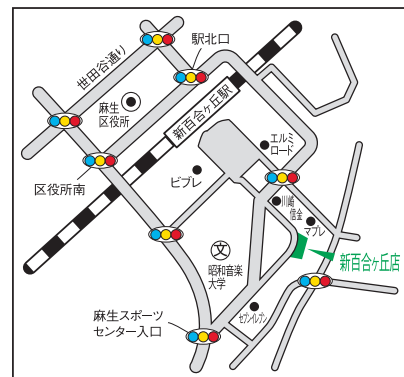 世田谷通り
駅北口
麻生
区役所
新百合ヶ丘駅
エルミ
ロード
区役所南
ビブレ
川崎
信金
マプレ
文
昭和音楽
大学
新百合ヶ丘店
セブンイレブン
麻生スポーツ
センター入口